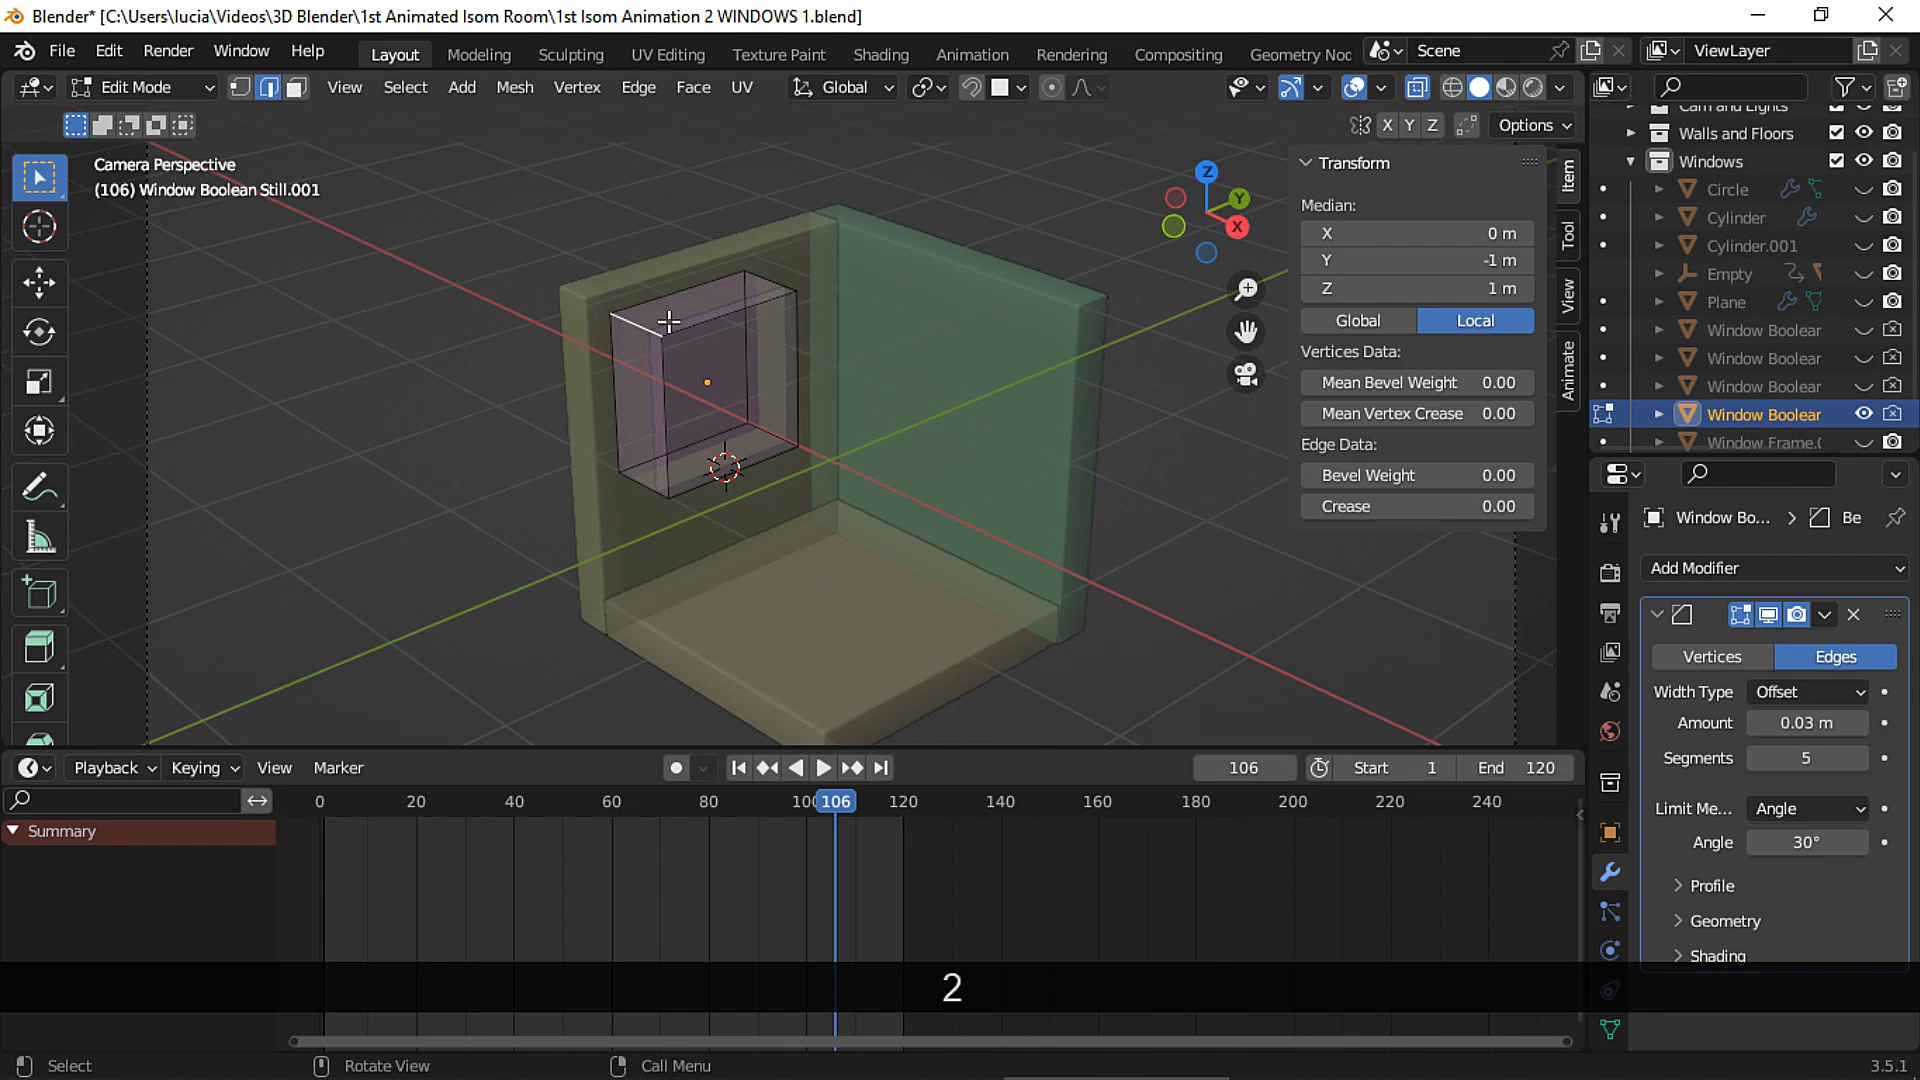 Blender* [C:\Users\lucia\Videos\3D Blender\1st Animated Isom Room\1st Isom Animation 2 WINDOWS 1.blend]
File Edit Render Window Help Layout Modeling Sculpting UV Editing Texture Paint Shading Animation Rendering Compositing Geometry Noc Scene ViewLayer
Edit Mode View Select Add Mesh Vertex Edge Face UV Global
X Y Z Options
Camera Perspective
(106) Window Boolean Still.001
Z
Y
X
Transform
Median:
X 0 m
Y -1 m
Z 1 m
Global Local
Vertices Data:
Mean Bevel Weight 0.00
Mean Vertex Crease 0.00
Edge Data:
Bevel Weight 0.00
Crease 0.00
Item
Tool
View
Animate
Cam and Lights
Walls and Floors
Windows
Circle
Cylinder
Cylinder.001
Empty
Plane
Window Boolear
Window Boolear
Window Boolear
Window Boolear
Window Frame.(
Window Bo... Be
Add Modifier
Vertices Edges
Width Type Offset
Amount 0.03 m
Segments 5
Limit Me... Angle
Angle 30°
Profile
Geometry
Shading
Playback Keying View Marker 106 Start 1 End 120
0 20 40 60 80 100 106 120 140 160 180 200 220 240
Summary
2
Select Rotate View Call Menu 3.5.1